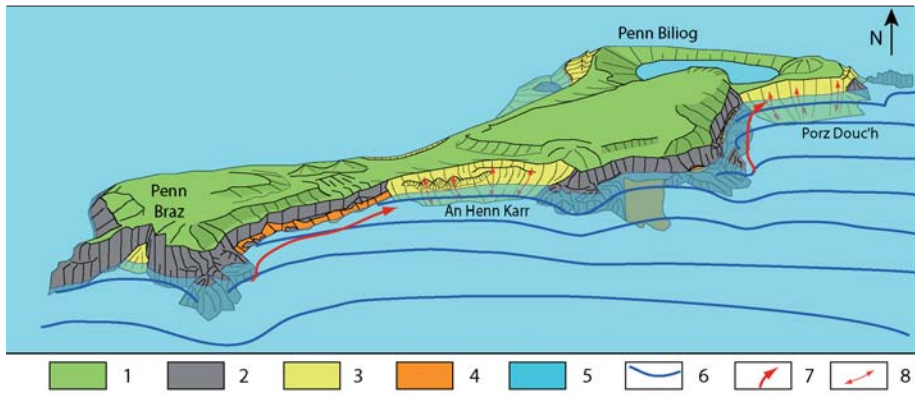 Penn Biliog
N
Porz Douc'h
Penn
Braz
An Henn Karr
1 2 3 4 5 6 7 8